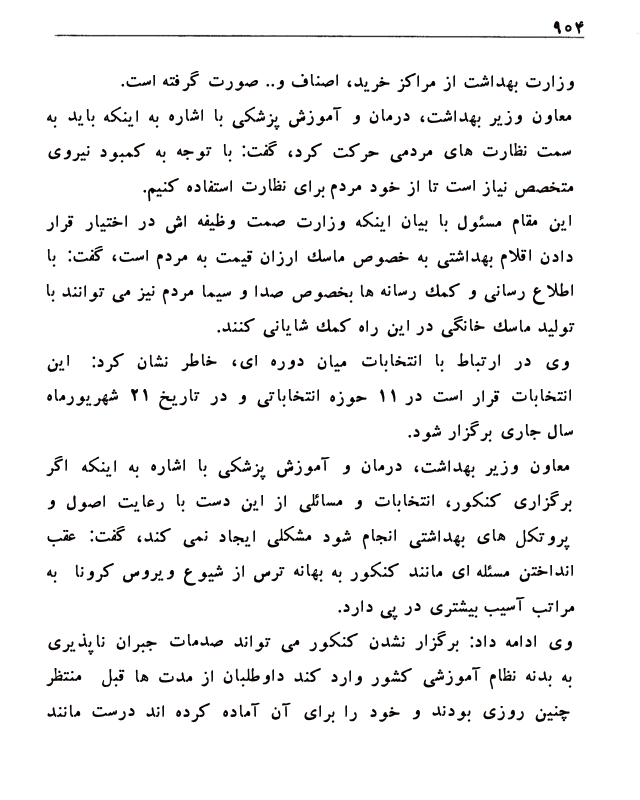 ۹۰۴
وزارت بهداشت از مراکز خرید، اصناف و.. صورت گرفته است.
معاون وزیر بهداشت، درمان و آموزش پزشکی با اشاره به اینکه باید به
سمت نظارت های مردمی حرکت کرد، گفت: با توجه به کمبود نیروی
متخصص نیاز است تا از خود مردم برای نظارت استفاده کنیم.
این مقام مسئول با بیان اینکه وزارت صمت وظیفه اش در اختیار قرار
دادن اقلام بهداشتی به خصوص ماسک ارزان قیمت به مردم است، گفت: با
اطلاع رسانی و کمک رسانه ها بخصوص صدا و سیما مردم نیز می توانند با
تولید ماسک خانگی در این راه کمک شایانی کنند.
وی در ارتباط با انتخابات میان دوره ای، خاطر نشان کرد: این
انتخابات قرار است در ۱۱ حوزه انتخاباتی و در تاریخ ۲۱ شهریورماه
سال جاری برگزار شود.
معاون وزیر بهداشت، درمان و آموزش پزشکی با اشاره به اینکه اگر
برگزاری کنکور، انتخابات و مسائلی از این دست با رعایت اصول و
پروتکل های بهداشتی انجام شود مشکلی ایجاد نمی کند، گفت: عقب
انداختن مسئله ای مانند کنکور به بهانه ترس از شیوع ویروس کرونا به
مراتب آسیب بیشتری در پی دارد.
وی ادامه داد: برگزار نشدن کنکور می تواند صدمات جبران ناپذیری
به بدنه نظام آموزشی کشور وارد کند داوطلبان از مدت ها قبل منتظر
چنین روزی بودند و خود را برای آن آماده کرده اند درست مانند